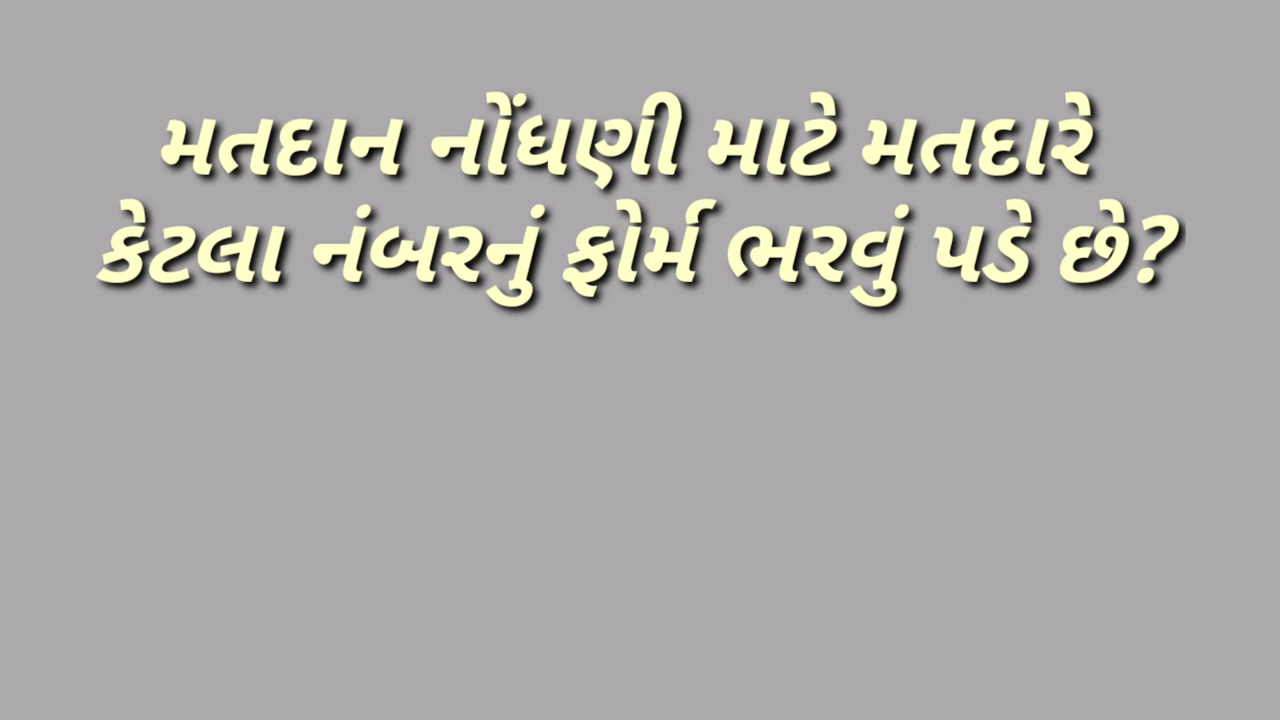 મતદાન નોંધણી માટે મતદારે
કેટલા નંબરનું ફોર્મ ભરવું પડે છે?